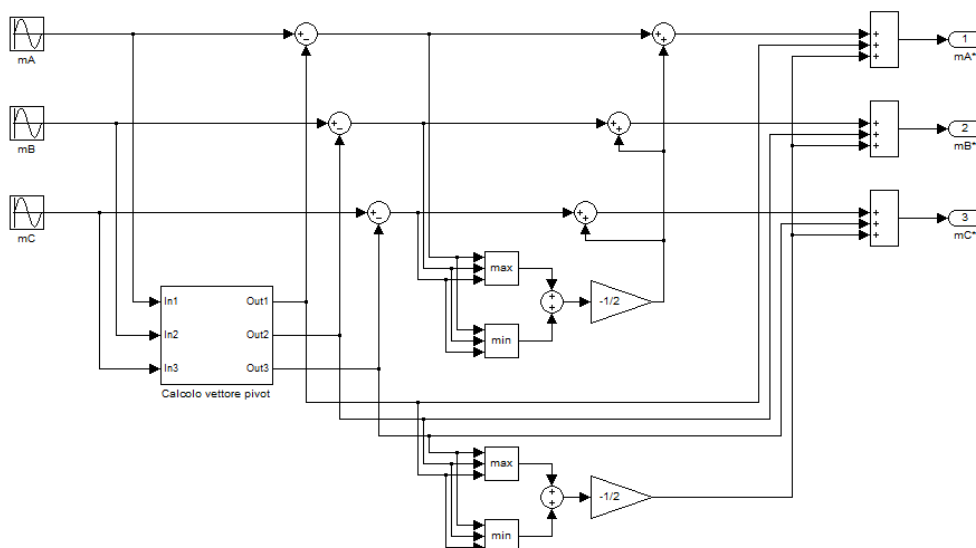 mA
+
−
+
+
+
+
+
1
mA*
mB
+
−
+
+
+
+
+
2
mB*
mC
+
−
+
+
+
+
+
3
mC*
max
+
+
-1/2
min
In1
Out1
In2
Out2
In3
Out3
Calcolo vettore pivot
max
+
+
-1/2
min